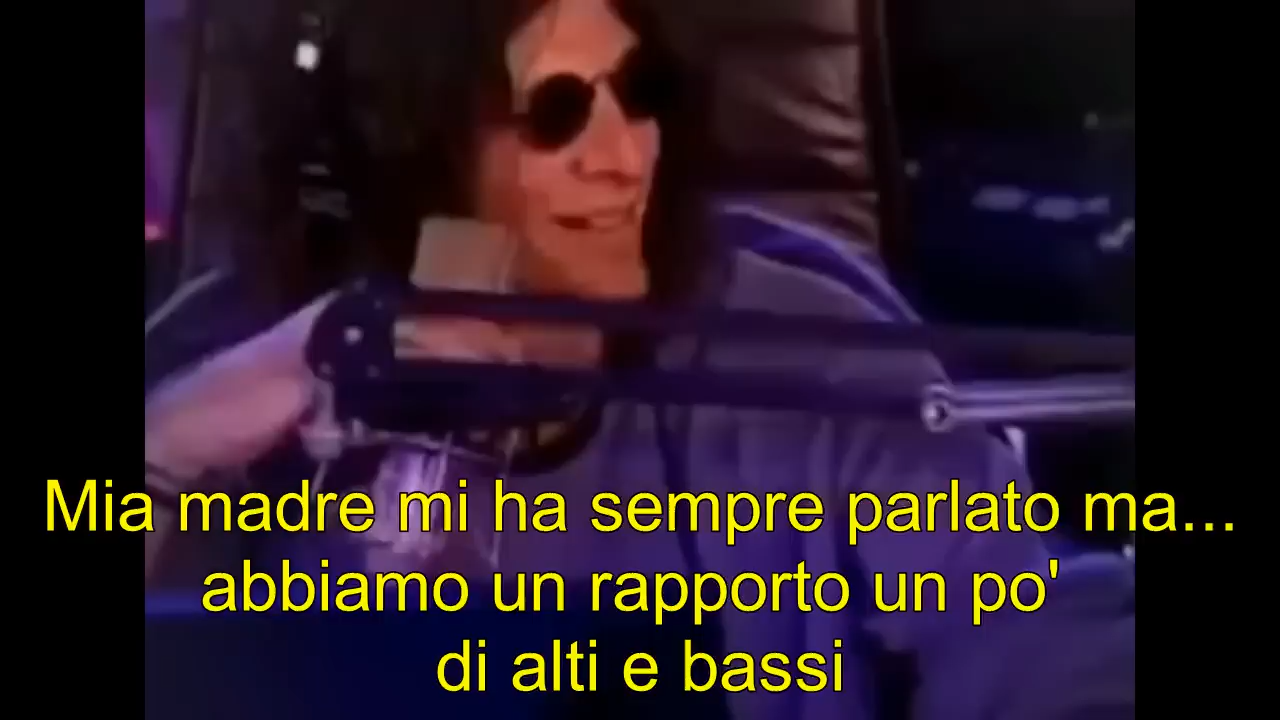 Mia madre mi ha sempre parlato ma...
abbiamo un rapporto un po'
di alti e bassi